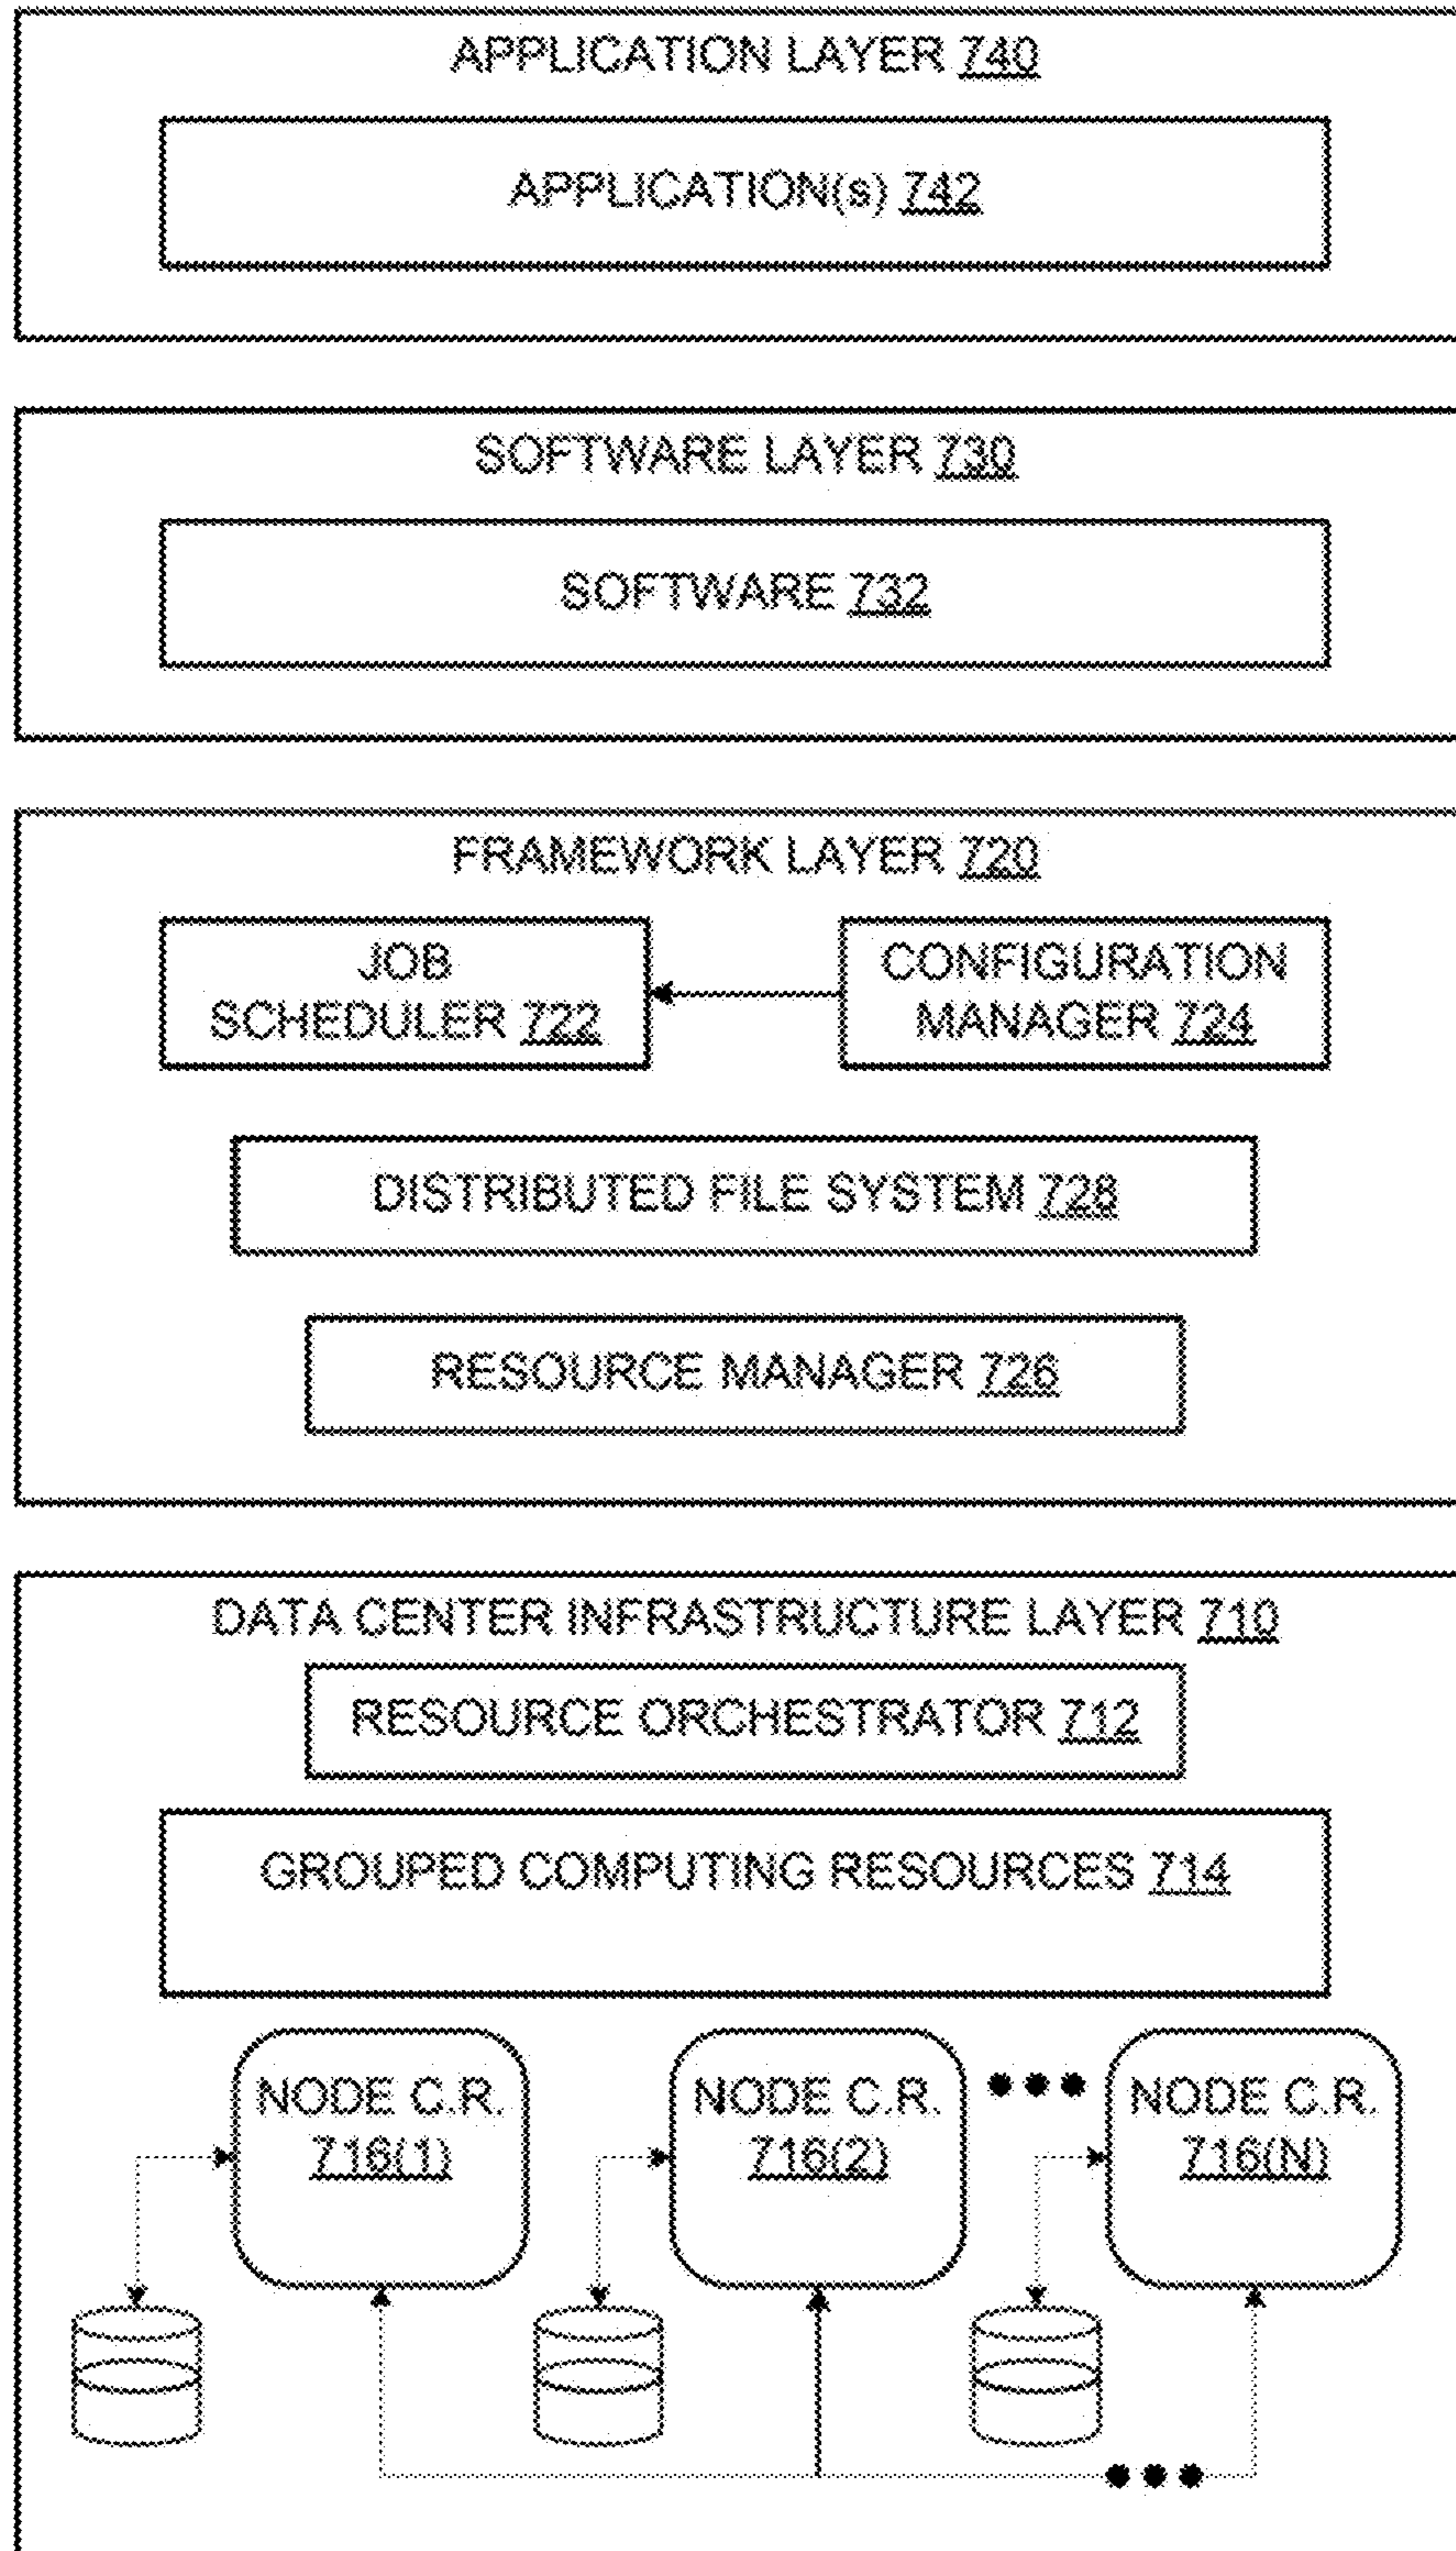 APPLICATION LAYER 740
APPLICATION(s) 742
SOFTWARE LAYER 730
SOFTWARE 732
FRAMEWORK LAYER 720
JOB
SCHEDULER 722
CONFIGURATION
MANAGER 724
DISTRIBUTED FILE SYSTEM 728
RESOURCE MANAGER 726
DATA CENTER INFRASTRUCTURE LAYER 710
RESOURCE ORCHESTRATOR 712
GROUPED COMPUTING RESOURCES 714
NODE C.R.
716(1)
NODE C.R.
716(2)
NODE C.R.
716(N)